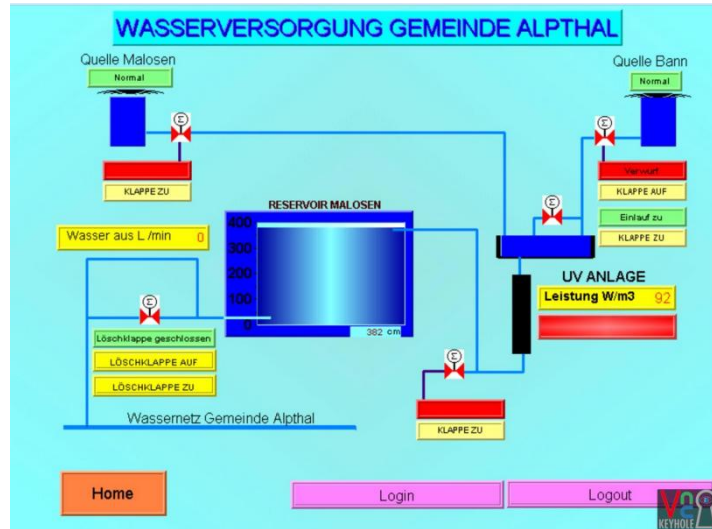 WASSERVERSORGUNG GEMEINDE ALPTHAL
Quelle Malosen
Normal
Quelle Bann
Normal
KLAPPE ZU
Verwurf
KLAPPE AUF
Einlauf zu
KLAPPE ZU
RESERVOIR MALOSEN
400
300
200
100
0
382 cm
Wasser aus L /min 0
UV ANLAGE
Leistung W/m3 92
Löschklappe geschlossen
LÖSCHKLAPPE AUF
LÖSCHKLAPPE ZU
KLAPPE ZU
Wassernetz Gemeinde Alpthal
Home
Login
Logout
VNC
KEYHOLE